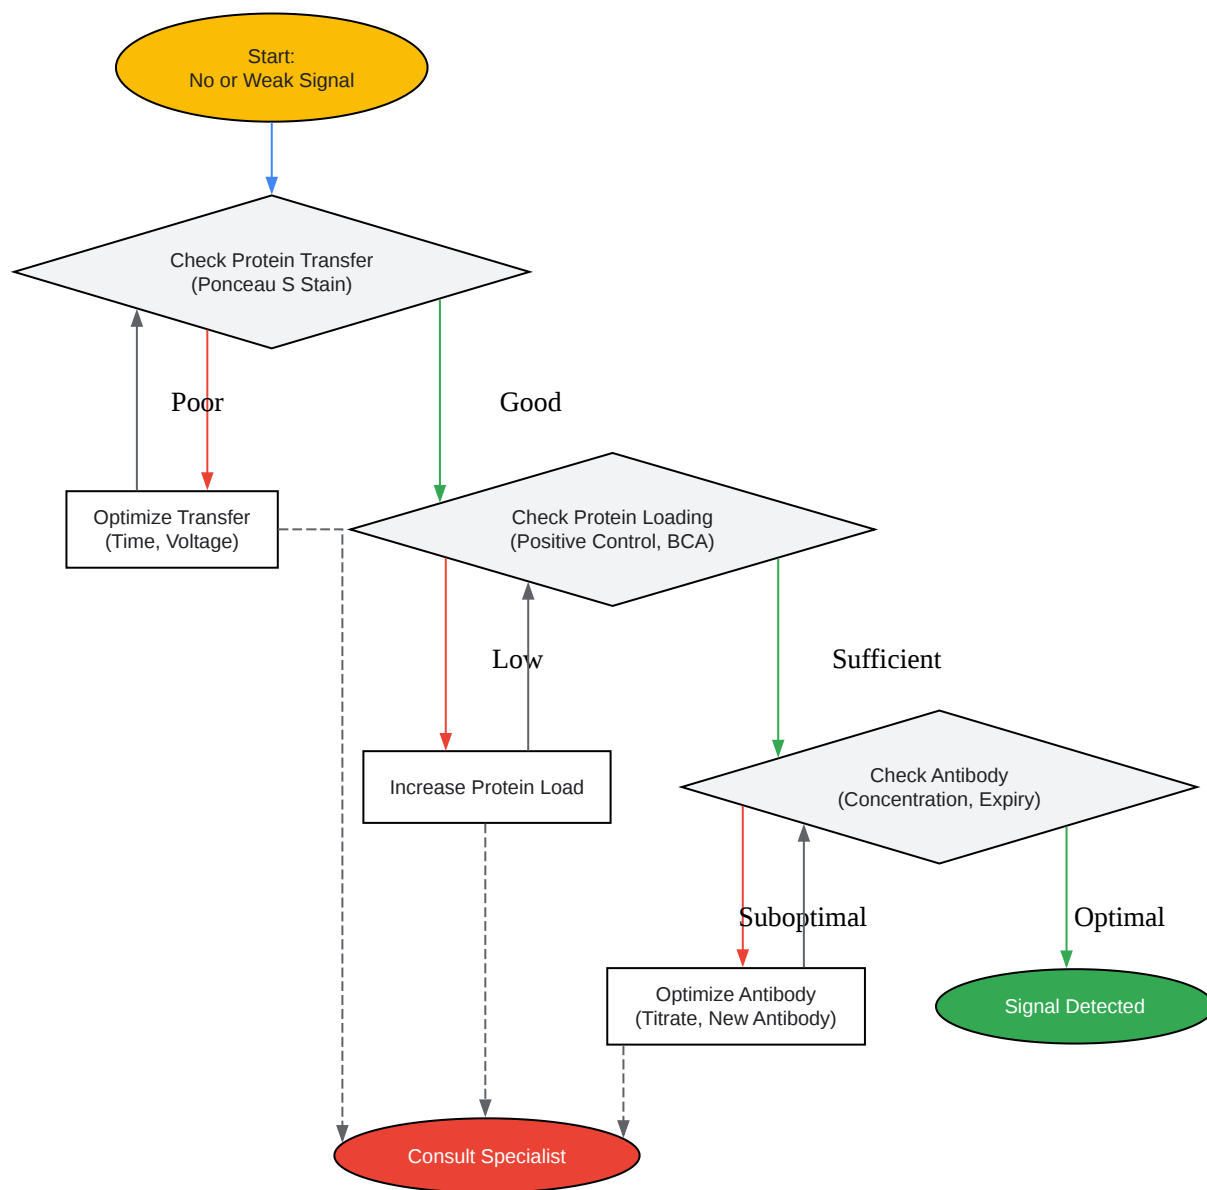 Start:
No or Weak Signal
Check Protein Transfer
(Ponceau S Stain)
Poor
Good
Optimize Transfer
(Time, Voltage)
Check Protein Loading
(Positive Control, BCA)
Low
Sufficient
Increase Protein Load
Check Antibody
(Concentration, Expiry)
Suboptimal
Optimal
Optimize Antibody
(Titrate, New Antibody)
Signal Detected
Consult Specialist